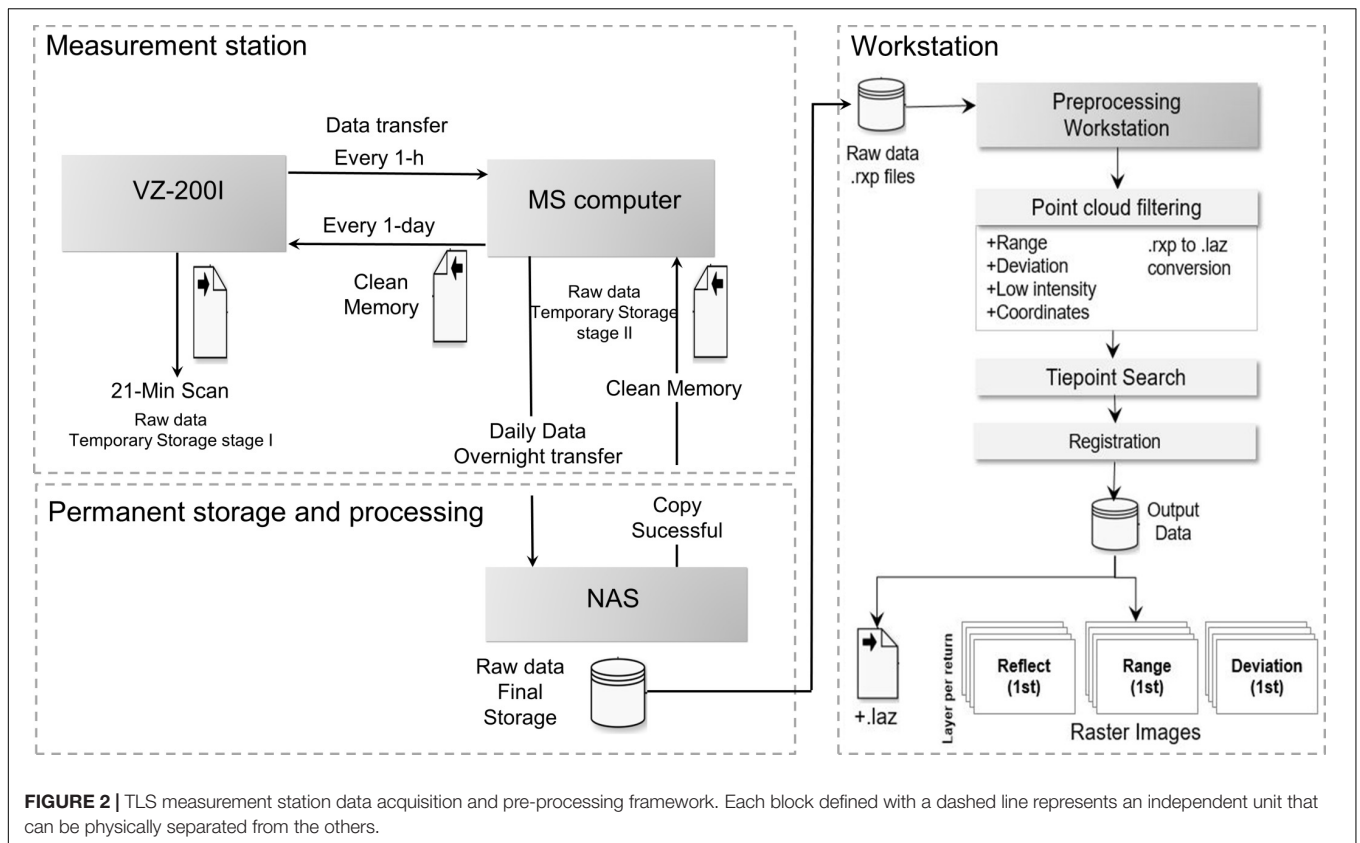 Measurement station
Data transfer
Every 1-h
VZ-200I
MS computer
Every 1-day
Clean
Memory
Raw data
Temporary Storage
stage II
Clean Memory
21-Min Scan
Raw data
Temporary Storage stage I
Daily Data
Overnight transfer
Permanent storage and processing
Copy
Sucessful
NAS
Raw data
Final
Storage
Workstation
Raw data
.rxp files
Preprocessing
Workstation
Point cloud filtering
+Range
+Deviation
+Low intensity
+Coordinates
.rxp to .laz
conversion
Tiepoint Search
Registration
Output
Data
+.laz
Layer per return
Reflect
(1st)
Range
(1st)
Deviation
(1st)
Raster Images
FIGURE 2 | TLS measurement station data acquisition and pre-processing framework. Each block defined with a dashed line represents an independent unit that
can be physically separated from the others.